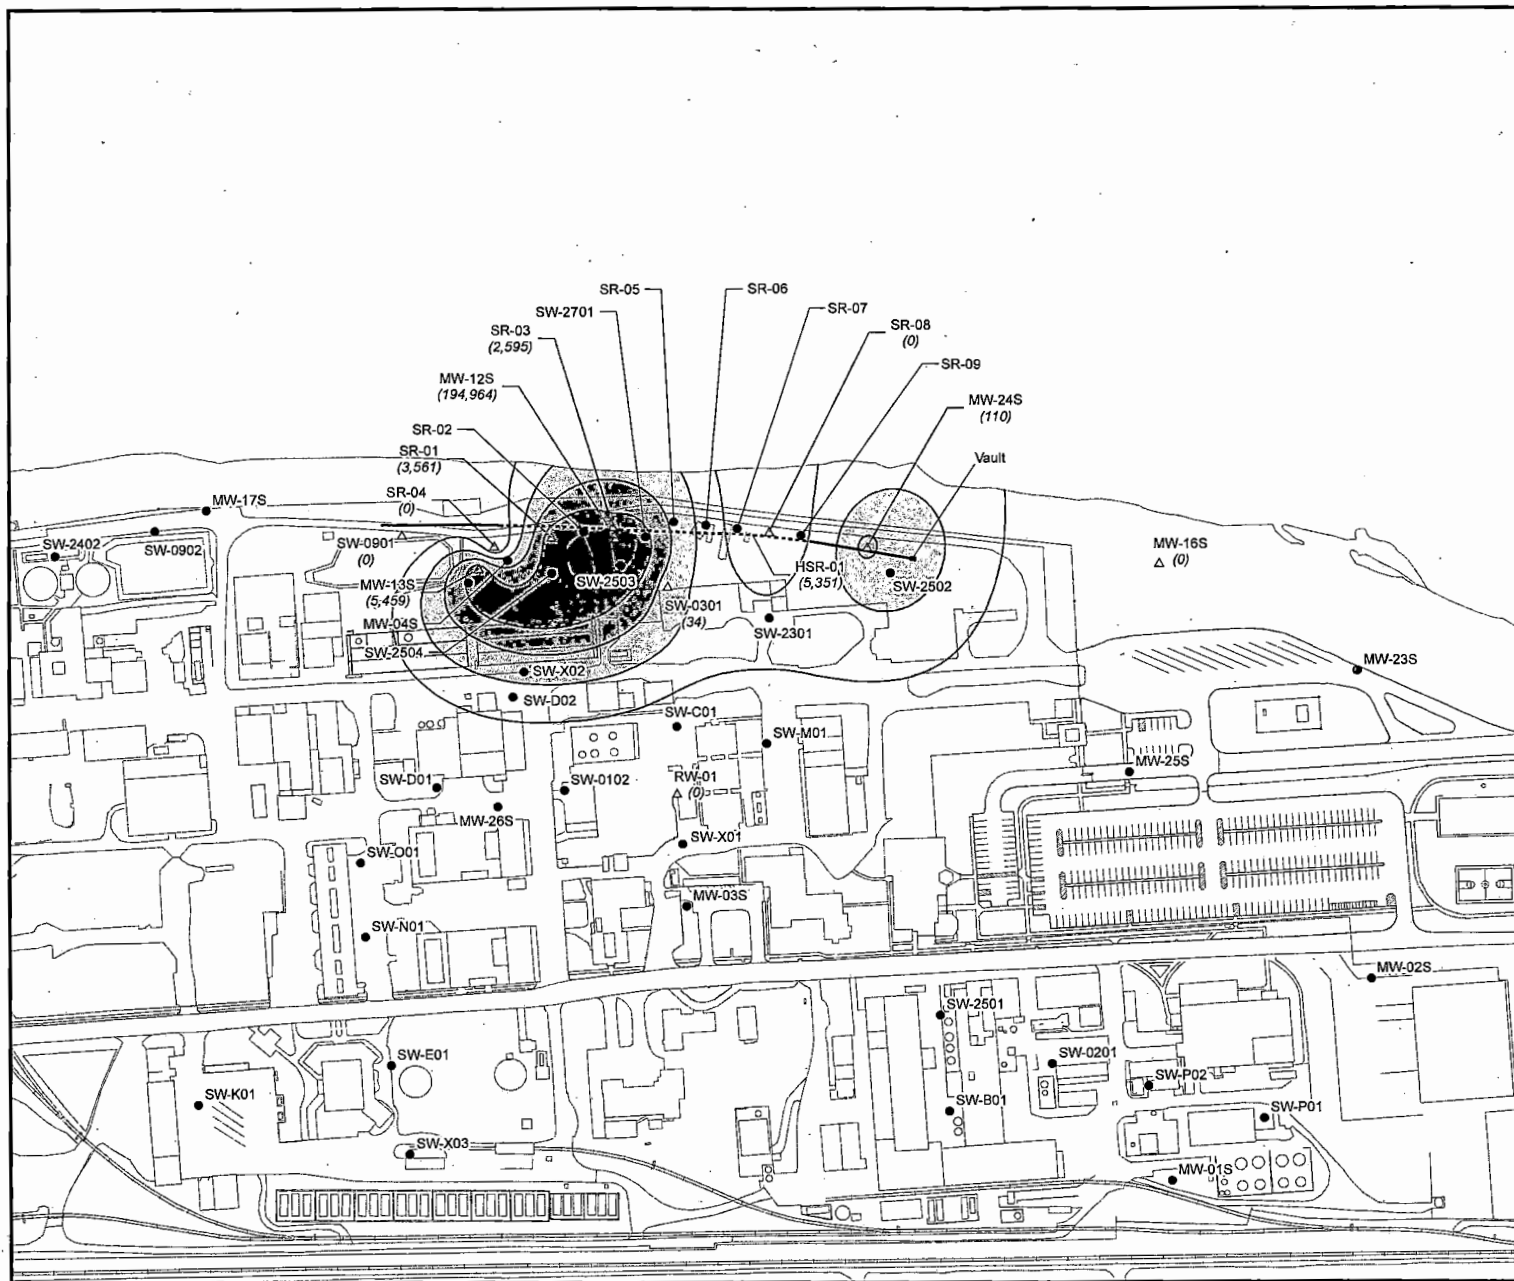 SR-05
SR-06
SW-2701
SR-07
SR-03
(2,595)
SR-08
(0)
SR-09
MW-12S
(194,964)
MW-24S
(110)
SR-02
SR-01
(3,561)
Vault
SR-04
(0)
MW-17S
SW-0902
SW-2402
SW-0901
(0)
MW-16S
(0)
MW-13S
(5,459)
SW-2503
HSR-01
(5,351)
SW-2502
SW-0301
(34)
MW-04S
SW-2301
SW-2504
SW-X02
MW-23S
SW-D02
SW-C01
SW-M01
MW-25S
SW-D01
SW-0102
RW-01
(0)
MW-26S
SW-X01
SW-O01
MW-03S
SW-N01
MW-02S
SW-2501
SW-E01
SW-0201
SW-P02
SW-K01
SW-B01
SW-P01
SW-X03
MW-01S